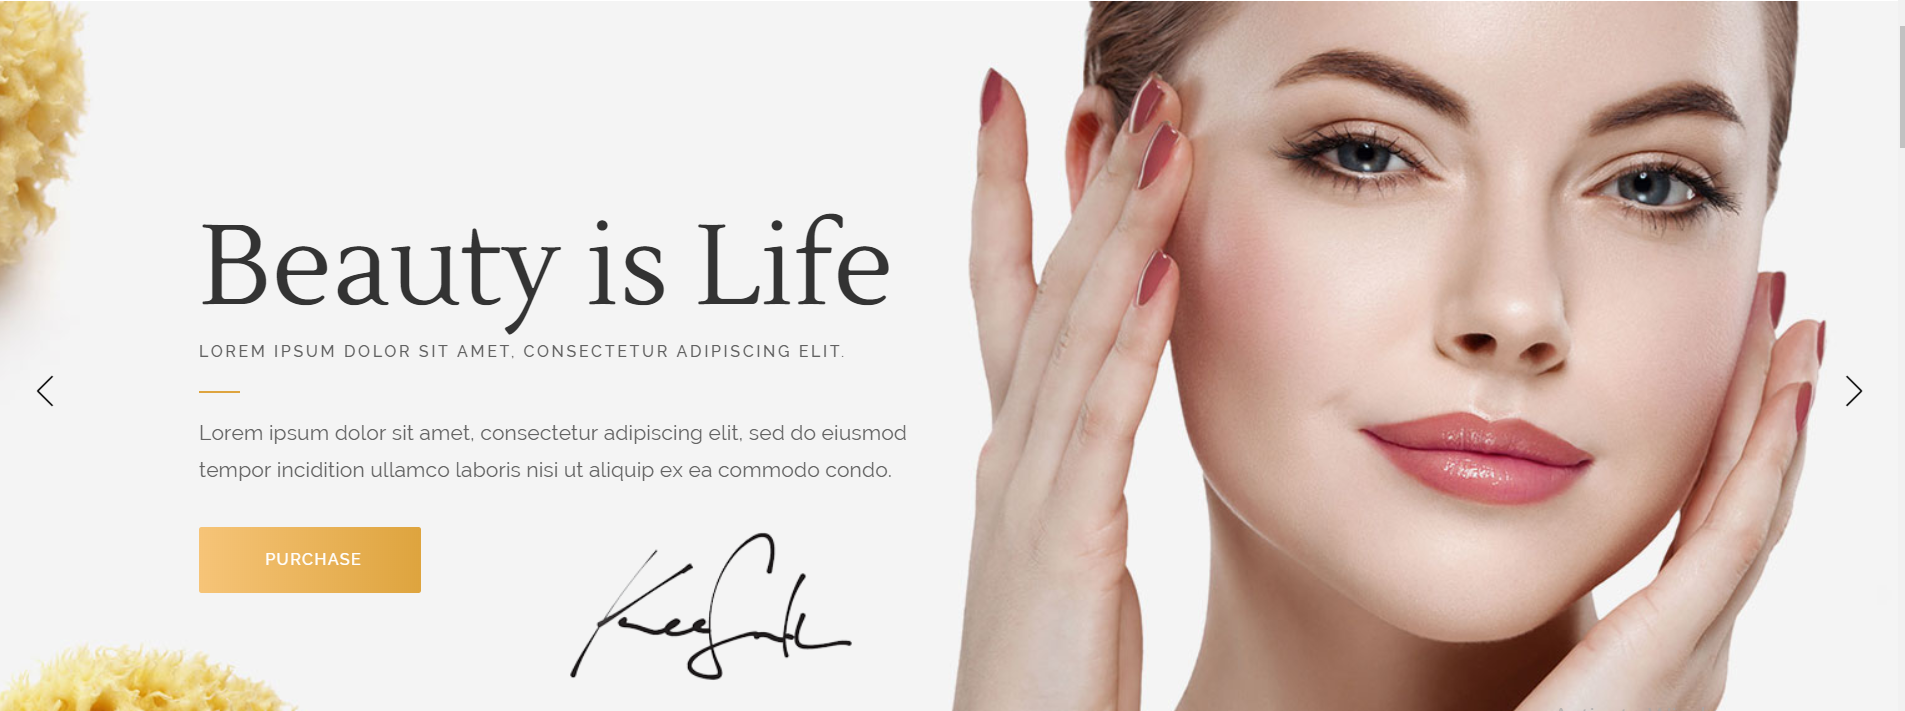 Beauty is Life
LOREM IPSUM DOLOR SIT AMET, CONSECTETUR ADIPISCING ELIT.
Lorem ipsum dolor sit amet, consectetur adipiscing elit, sed do eiusmod
tempor incidition ullamco laboris nisi ut aliquip ex ea commodo condo.
PURCHASE